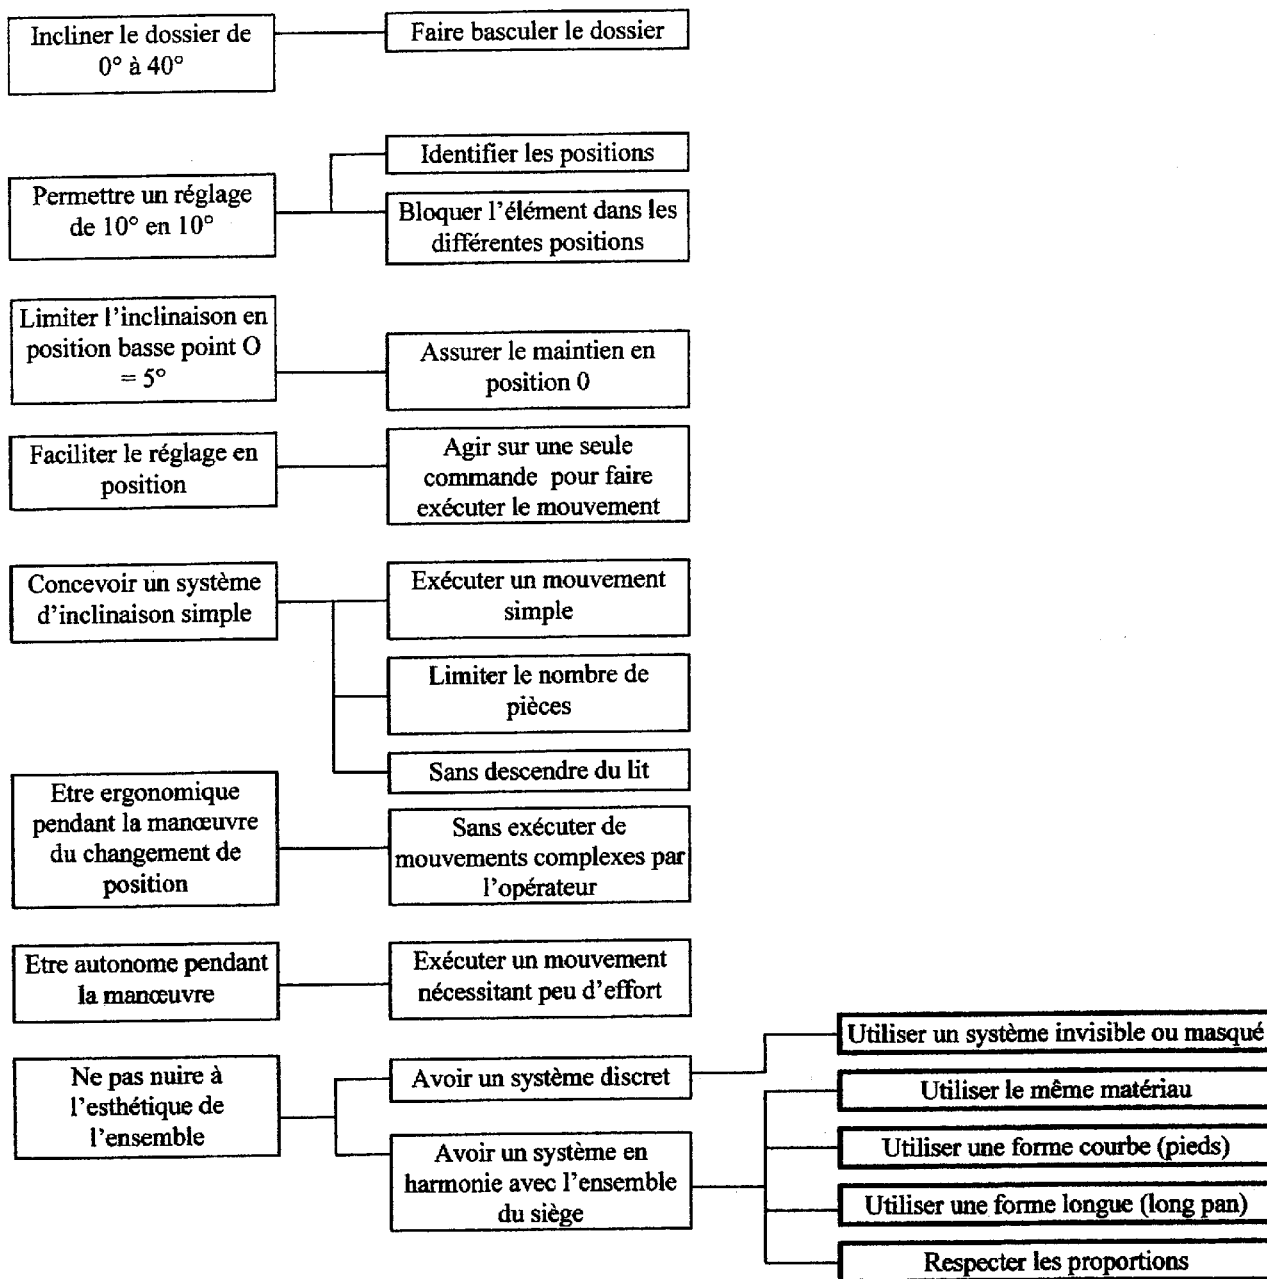 Incliner le dossier de
0° à 40°
Faire basculer le dossier
Permettre un réglage
de 10° en 10°
Identifier les positions
Bloquer l’élément dans les
différentes positions
Limiter l’inclinaison en
position basse point O
= 5°
Assurer le maintien en
position 0
Faciliter le réglage en
position
Agir sur une seule
commande pour faire
exécuter le mouvement
Concevoir un système
d’inclinaison simple
Exécuter un mouvement
simple
Limiter le nombre de
pièces
Sans descendre du lit
Etre ergonomique
pendant la manœuvre
du changement de
position
Sans exécuter de
mouvements complexes par
l’opérateur
Etre autonome pendant
la manœuvre
Exécuter un mouvement
nécessitant peu d’effort
Ne pas nuire à
l’esthétique de
l’ensemble
Avoir un système discret
Avoir un système en
harmonie avec l’ensemble
du siège
Utiliser un système invisible ou masqué
Utiliser le même matériau
Utiliser une forme courbe (pieds)
Utiliser une forme longue (long pan)
Respecter les proportions